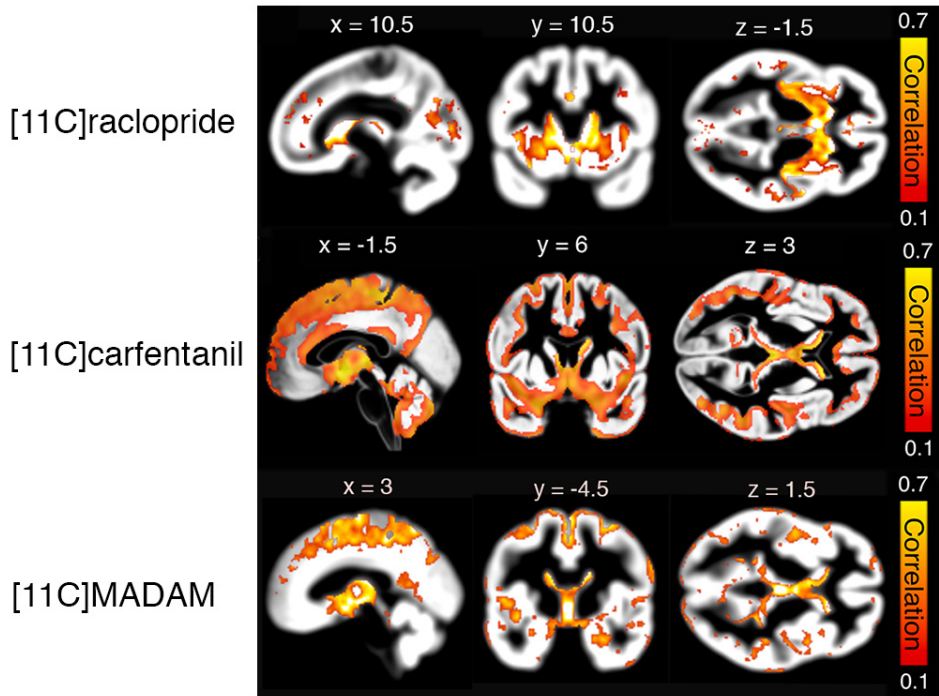 x = 10.5
y = 10.5
z = -1.5
0.7
[11C]raclopride
Correlation
0.1
x = -1.5
y = 6
z = 3
0.7
[11C]carfentanil
Correlation
0.1
x = 3
y = -4.5
z = 1.5
0.7
[11C]MADAM
Correlation
0.1